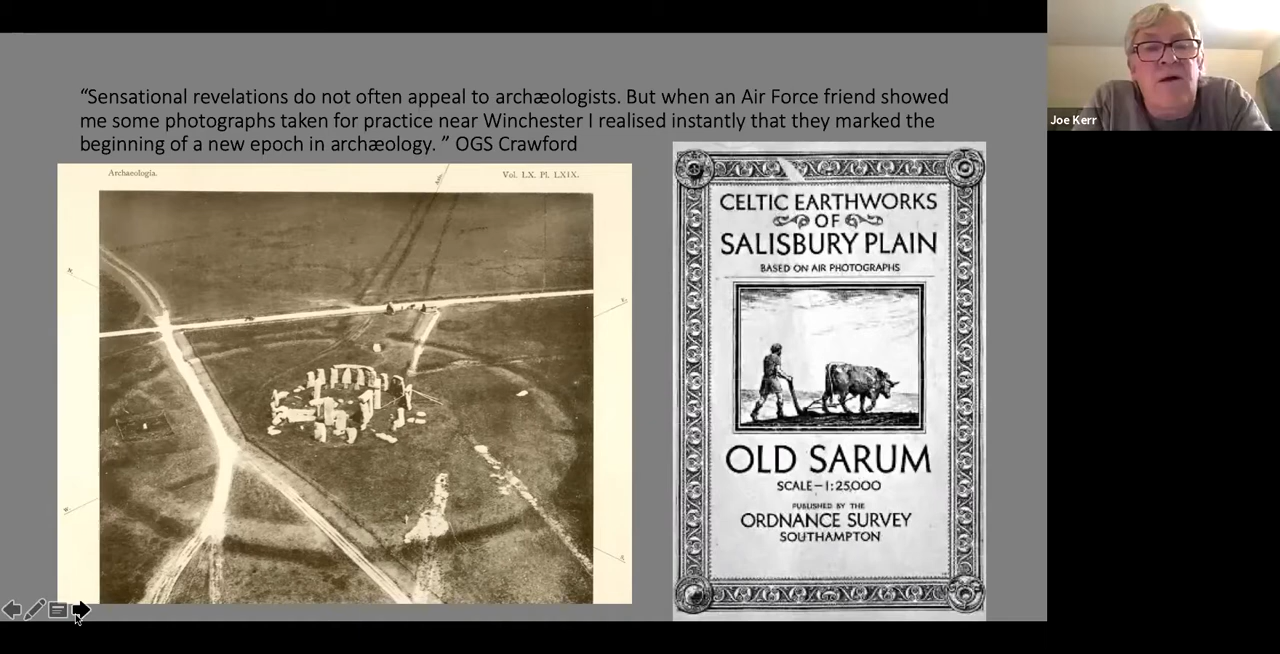 “Sensational revelations do not often appeal to archæologists. But when an Air Force friend showed
me some photographs taken for practice near Winchester I realised instantly that they marked the
beginning of a new epoch in archæology. ” OGS Crawford
Archaeologia.
Vol. LX. Pl. LXIX.
CELTIC EARTHWORKS
OF
SALISBURY PLAIN
BASED ON AIR PHOTOGRAPHS
OLD SARUM
SCALE – 1:25,000
PUBLISHED BY THE
ORDNANCE SURVEY
SOUTHAMPTON
Joe Kerr